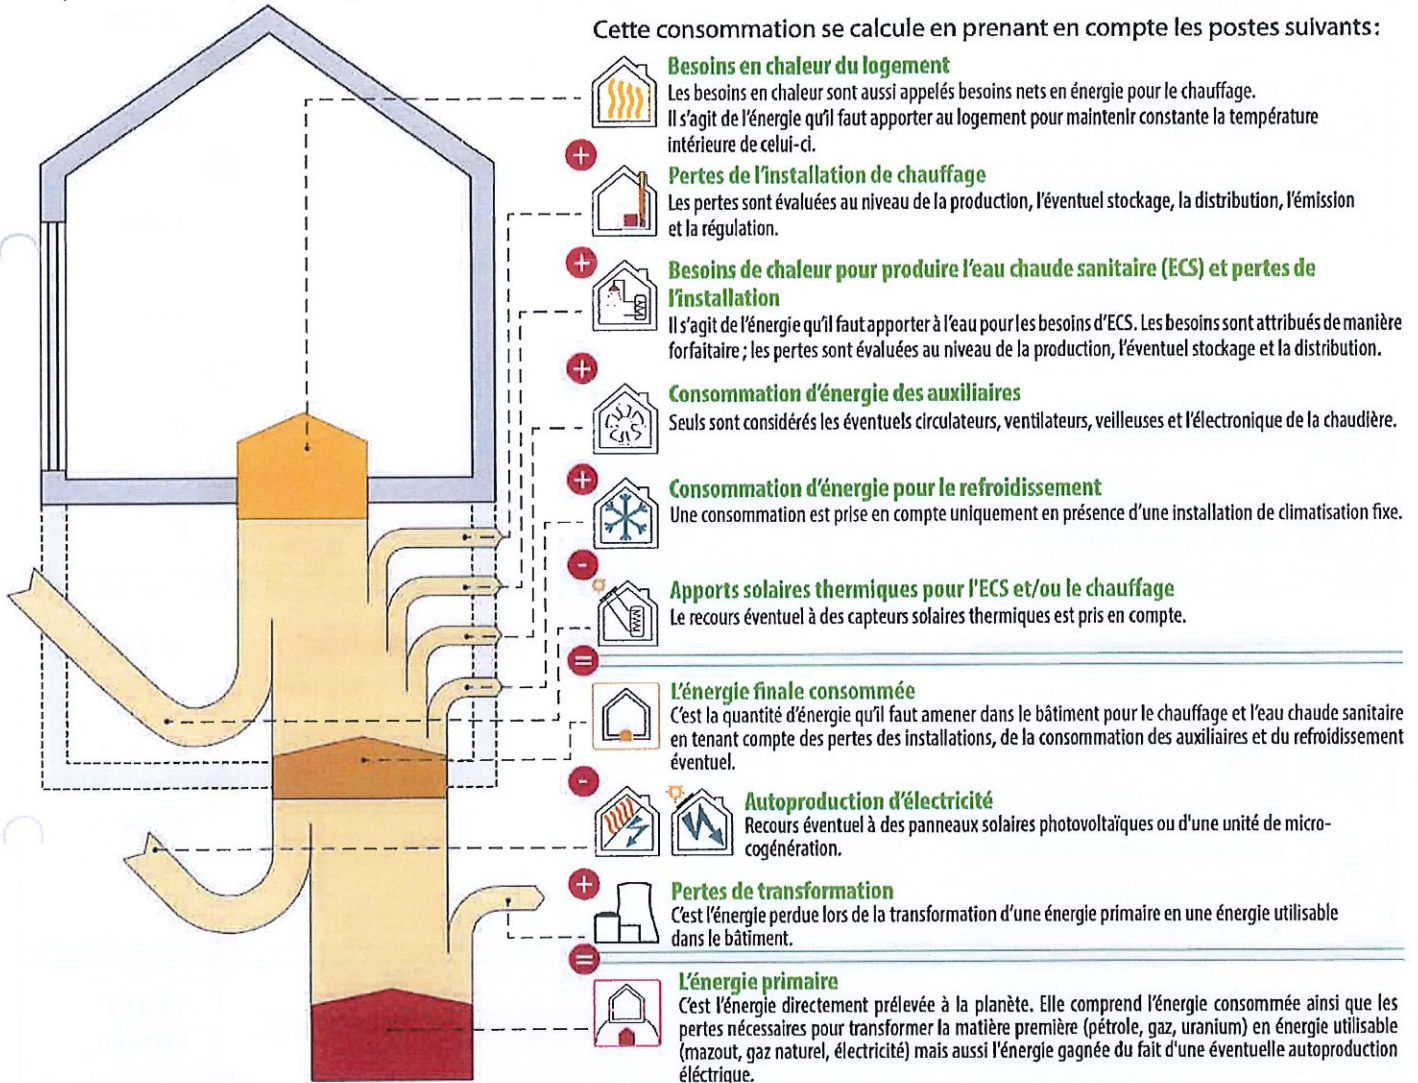 Cette consommation se calcule en prenant en compte les postes suivants:
Besoins en chaleur du logement
Les besoins en chaleur sont aussi appelés besoins nets en énergie pour le chauffage.
Il s'agit de l'énergie qu'il faut apporter au logement pour maintenir constante la température
intérieure de celui-ci.
+
Pertes de l'installation de chauffage
Les pertes sont évaluées au niveau de la production, l'éventuel stockage, la distribution, l'émission
et la régulation.
+
Besoins de chaleur pour produire l'eau chaude sanitaire (ECS) et pertes de
l'installation
Il s'agit de l'énergie qu'il faut apporter à l'eau pour les besoins d'ECS. Les besoins sont attribués de manière
forfaitaire ; les pertes sont évaluées au niveau de la production, l'éventuel stockage et la distribution.
+
Consommation d'énergie des auxiliaires
Seuls sont considérés les éventuels circulateurs, ventilateurs, veilleuses et l'électronique de la chaudière.
+
Consommation d'énergie pour le refroidissement
Une consommation est prise en compte uniquement en présence d'une installation de climatisation fixe.
-
Apports solaires thermiques pour l'ECS et/ou le chauffage
Le recours éventuel à des capteurs solaires thermiques est pris en compte.
=
L'énergie finale consommée
C'est la quantité d'énergie qu'il faut amener dans le bâtiment pour le chauffage et l'eau chaude sanitaire
en tenant compte des pertes des installations, de la consommation des auxiliaires et du refroidissement
éventuel.
-
Autoproduction d'électricité
Recours éventuel à des panneaux solaires photovoltaïques ou d'une unité de micro-
cogénération.
+
Pertes de transformation
C'est l'énergie perdue lors de la transformation d'une énergie primaire en une énergie utilisable
dans le bâtiment.
=
L'énergie primaire
C'est l'énergie directement prélevée à la planète. Elle comprend l'énergie consommée ainsi que les
pertes nécessaires pour transformer la matière première (pétrole, gaz, uranium) en énergie utilisable
(mazout, gaz naturel, électricité) mais aussi l'énergie gagnée du fait d'une éventuelle autoproduction
éléctrique.